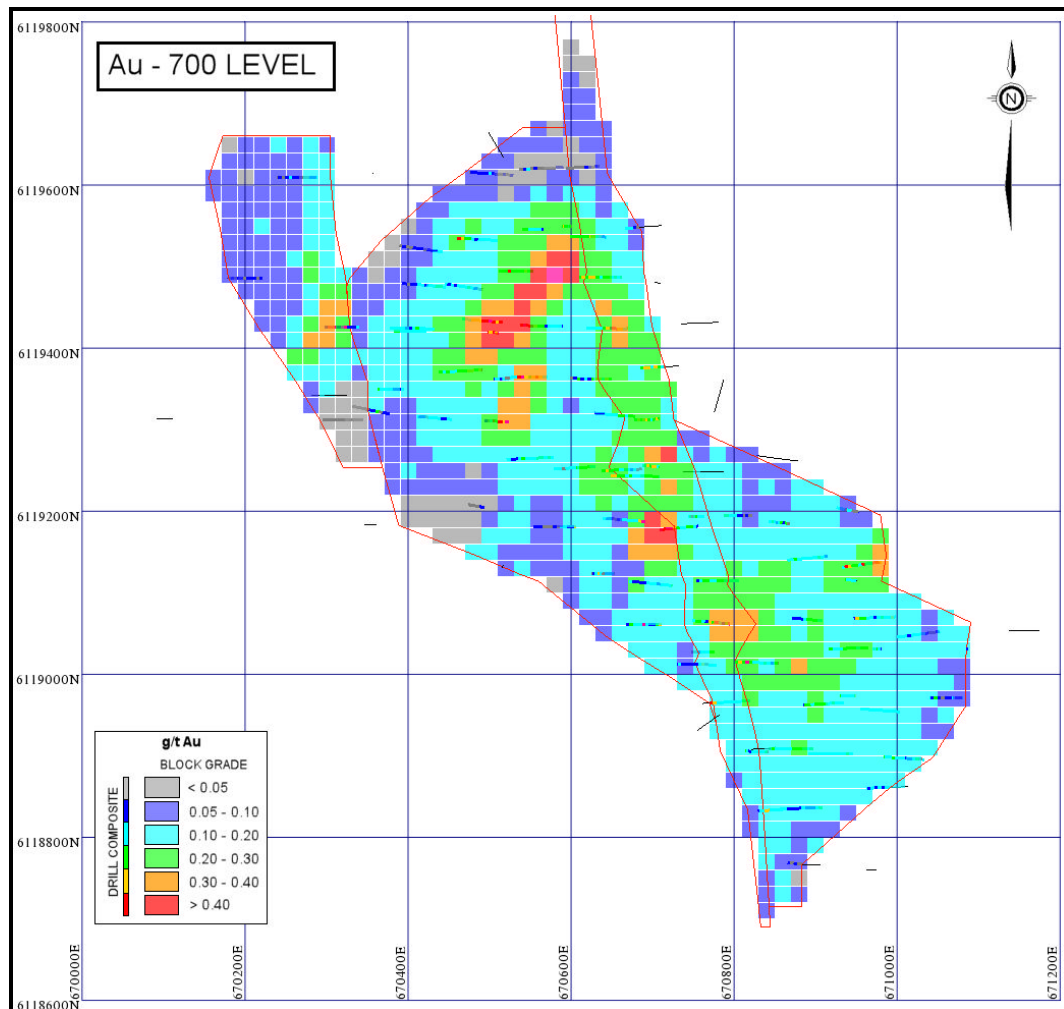 6119800N
Au - 700 LEVEL
N
6119600N
6119400N
6119200N
6119000N
g/t Au
BLOCK GRADE
DRILL COMPOSITE
< 0.05
0.05 - 0.10
0.10 - 0.20
0.20 - 0.30
0.30 - 0.40
> 0.40
6118800N
6118600N
670000E
670200E
670400E
670600E
670800E
671000E
671200E